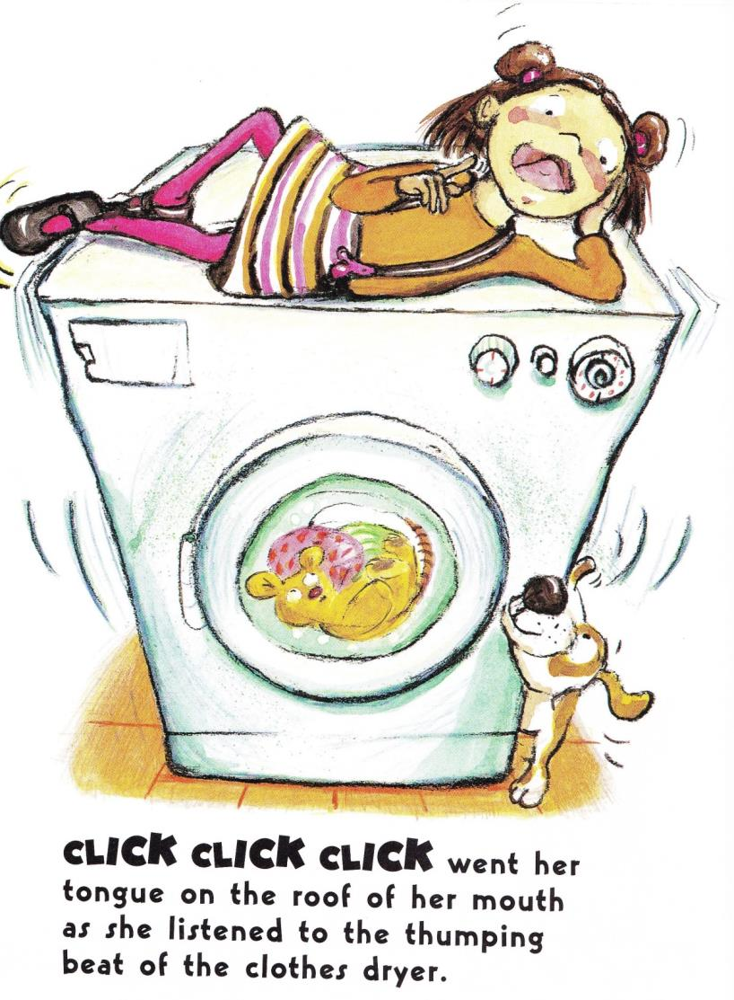 CLICK CLICK CLICK went her
tongue on the roof of her mouth
as she listened to the thumping
beat of the clothes dryer.